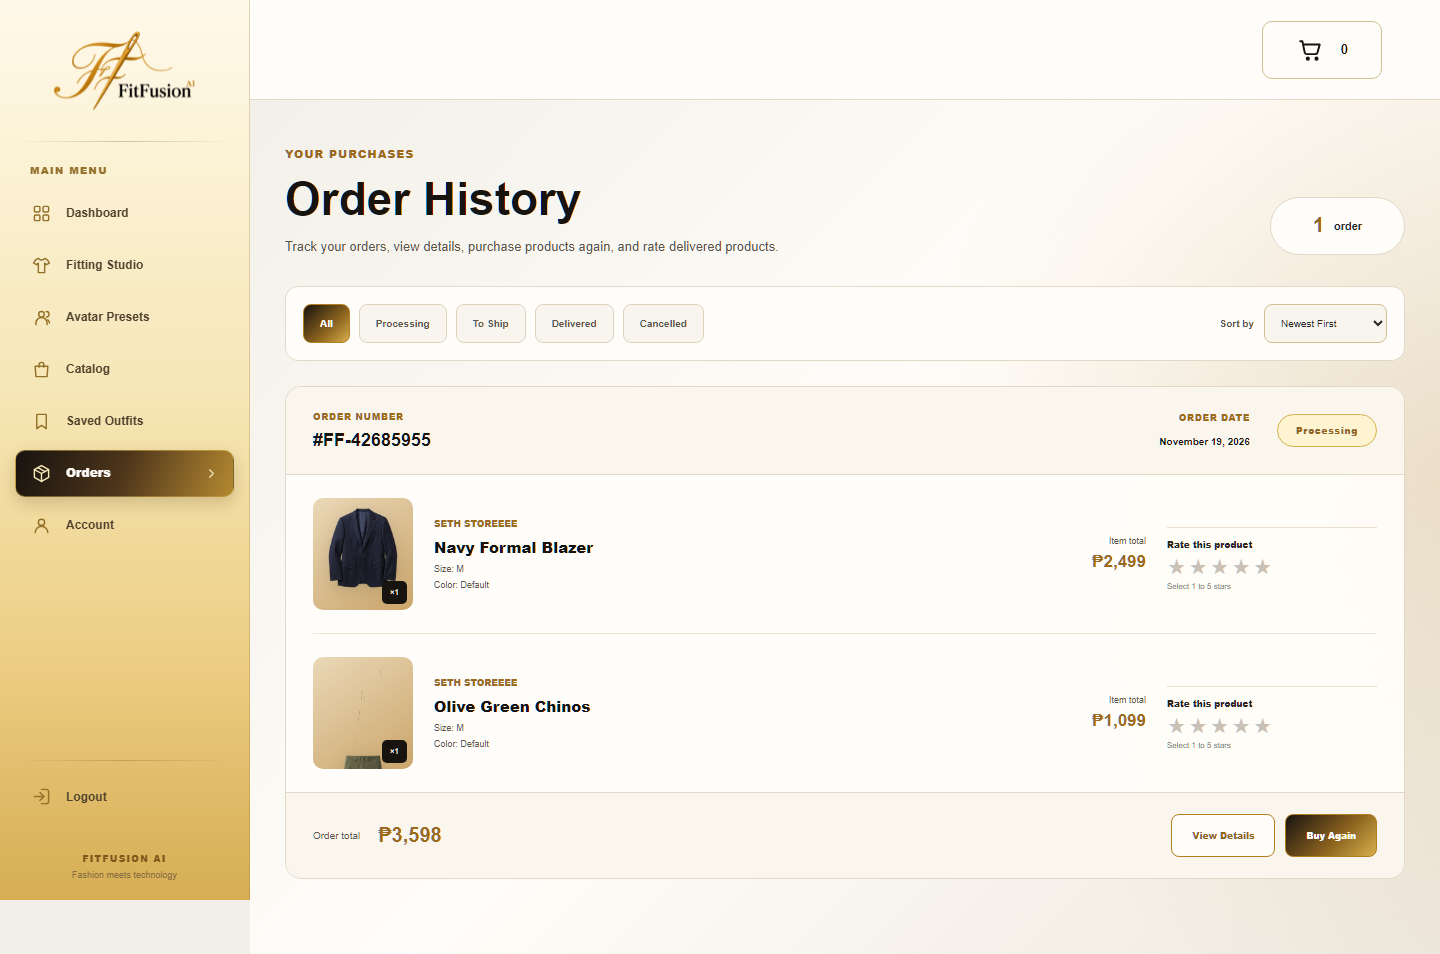 FitFusion AI
MAIN MENU
Dashboard
Fitting Studio
Avatar Presets
Catalog
Saved Outfits
Orders
Account
Logout
FITFUSION AI
Fashion meets technology
0
YOUR PURCHASES
Order History
Track your orders, view details, purchase products again, and rate delivered products.
1 order
All Processing To Ship Delivered Cancelled Sort by Newest First
ORDER NUMBER
#FF-42685955
ORDER DATE
November 19, 2026
Processing
×1
SETH STOREEEE
Navy Formal Blazer
Size: M
Color: Default
Item total
₱2,499
Rate this product
★★★★★
Select 1 to 5 stars
×1
SETH STOREEEE
Olive Green Chinos
Size: M
Color: Default
Item total
₱1,099
Rate this product
★★★★★
Select 1 to 5 stars
Order total ₱3,598
View Details Buy Again